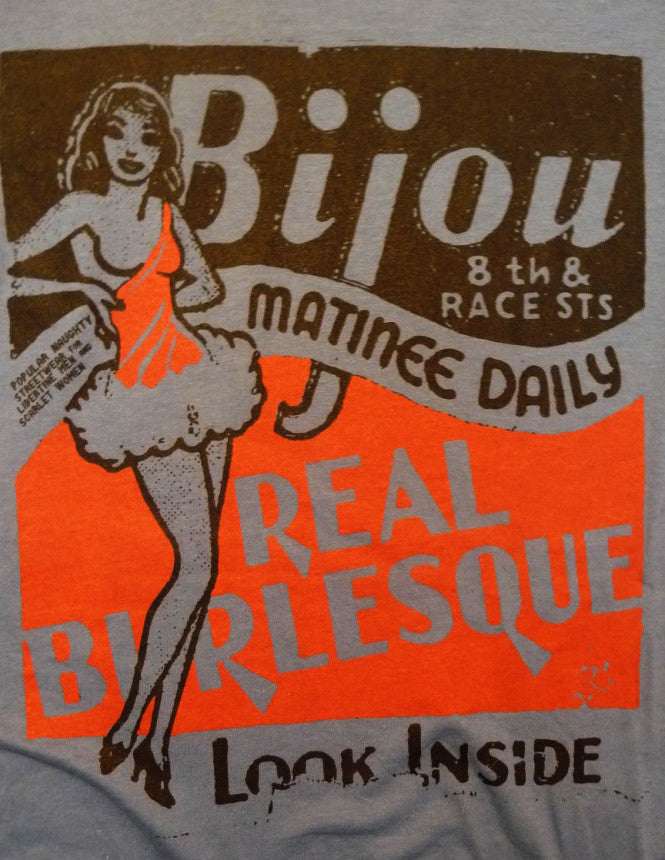 Bijou
8 th &
RACE STS
MATINEE DAILY
POPULAR NAUGHTY
STREETWEAR FOR
LIBERTINE MEN AND
SCARLET WOMEN
REAL
BURLESQUE
LOOK INSIDE